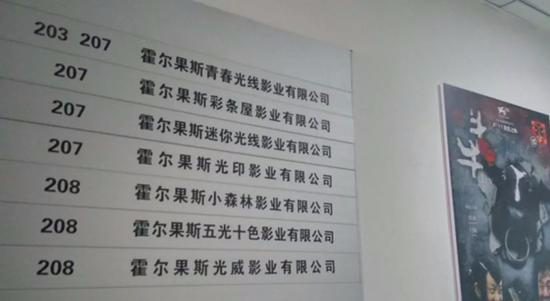 203 207 霍尔果斯青春光线影业有限公司
207 霍尔果斯彩条屋影业有限公司
207 霍尔果斯迷你光线影业有限公司
207 霍尔果斯光印影业有限公司
208 霍尔果斯小森林影业有限公司
208 霍尔果斯五光十色影业有限公司
208 霍尔果斯光威影业有限公司